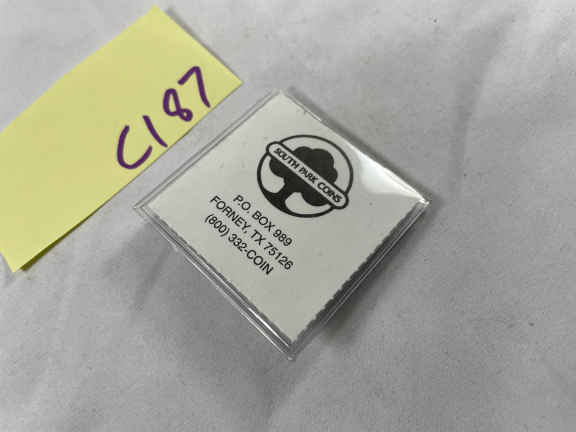 C187
SOUTH PARK COINS
P.O. BOX 989
FORNEY, TX 75126
(800) 332-COIN